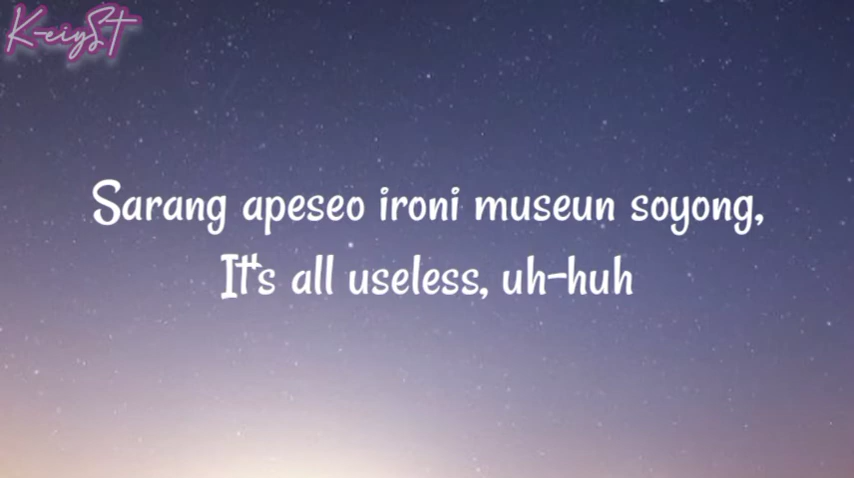 K-eiySt
Sarang apeseo ironi museun soyong,
It's all useless, uh-huh